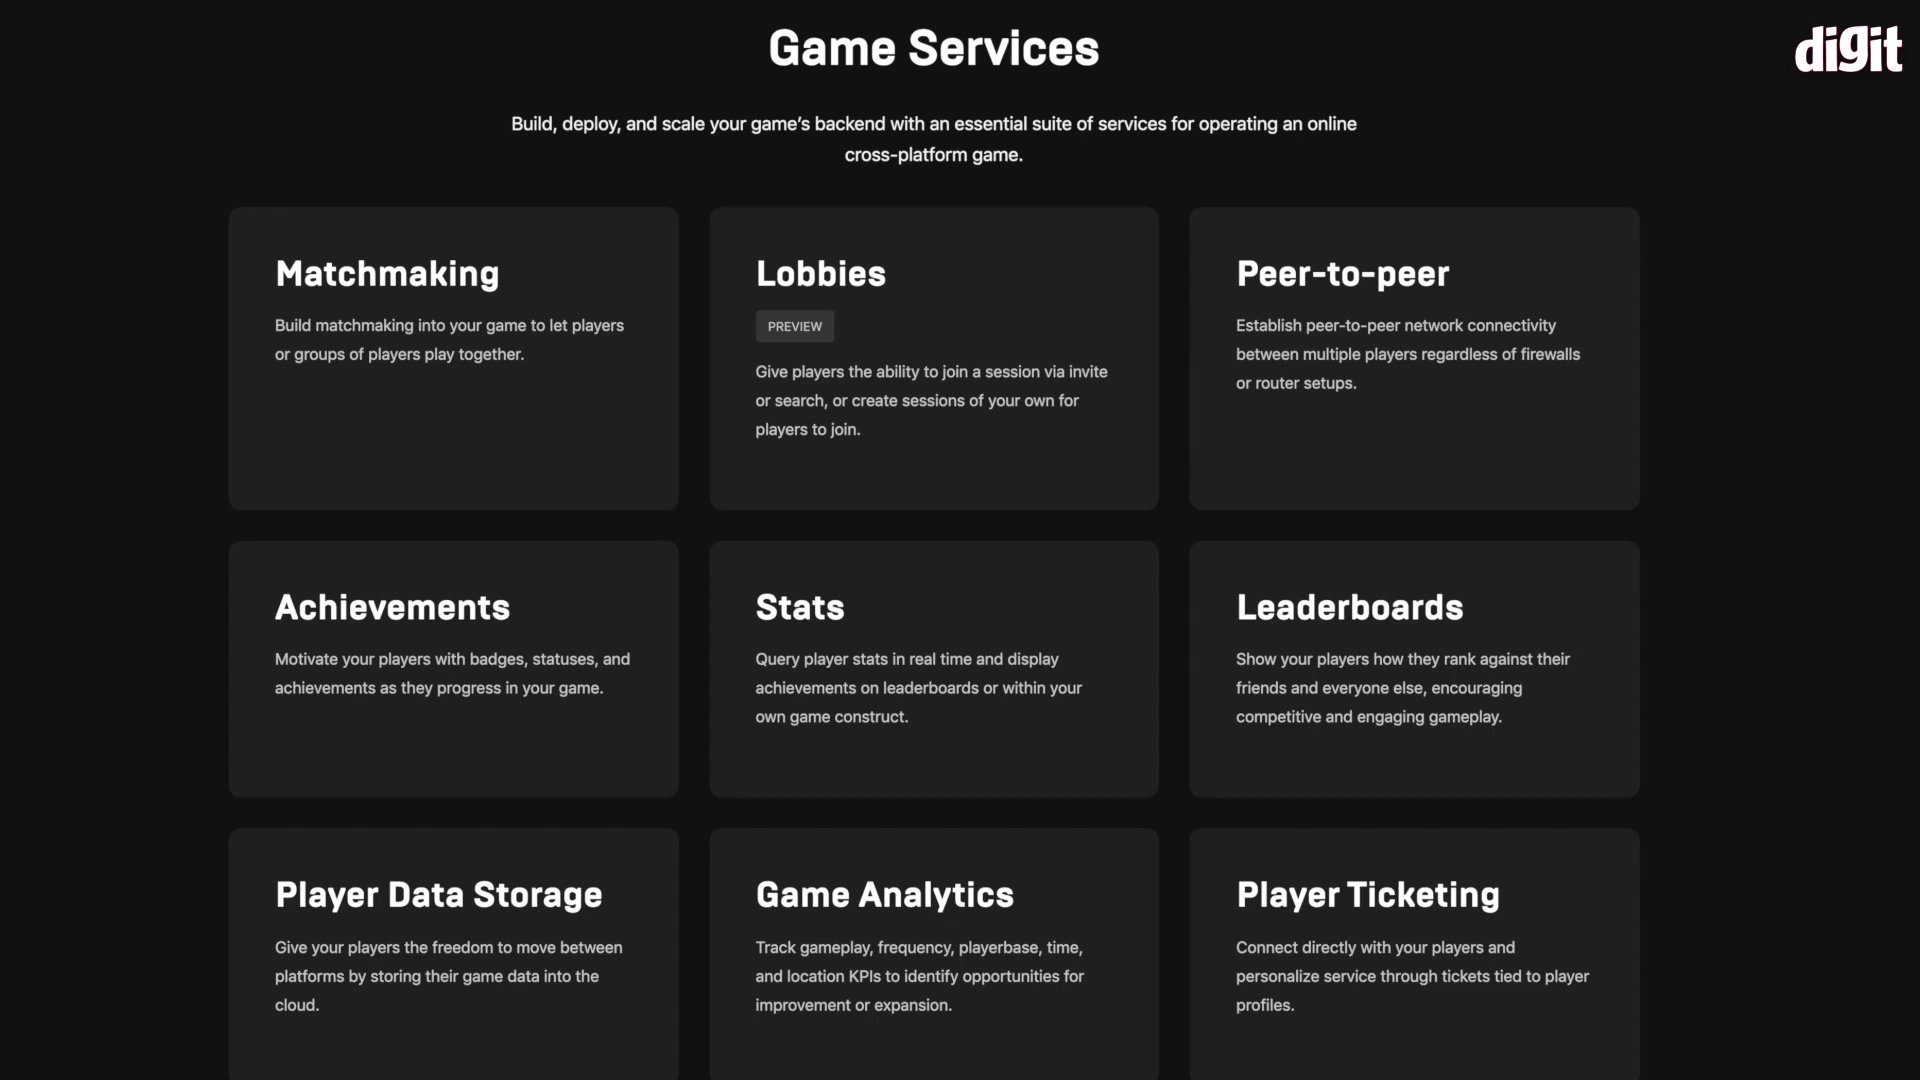 Game Services
digit
Build, deploy, and scale your game’s backend with an essential suite of services for operating an online
cross-platform game.
Matchmaking
Build matchmaking into your game to let players
or groups of players play together.
Lobbies
PREVIEW
Give players the ability to join a session via invite
or search, or create sessions of your own for
players to join.
Peer-to-peer
Establish peer-to-peer network connectivity
between multiple players regardless of firewalls
or router setups.
Achievements
Motivate your players with badges, statuses, and
achievements as they progress in your game.
Stats
Query player stats in real time and display
achievements on leaderboards or within your
own game construct.
Leaderboards
Show your players how they rank against their
friends and everyone else, encouraging
competitive and engaging gameplay.
Player Data Storage
Give your players the freedom to move between
platforms by storing their game data into the
cloud.
Game Analytics
Track gameplay, frequency, playerbase, time,
and location KPIs to identify opportunities for
improvement or expansion.
Player Ticketing
Connect directly with your players and
personalize service through tickets tied to player
profiles.